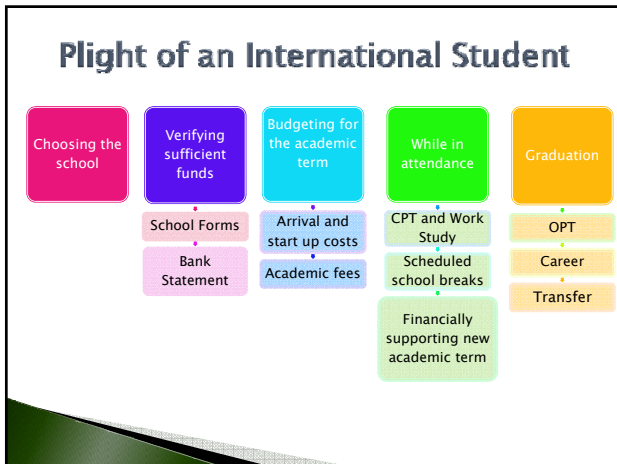 Plight of an International Student
Choosing the
school
Verifying
sufficient
funds
School Forms
Bank
Statement
Budgeting for
the academic
term
Arrival and
start up costs
Academic fees
While in
attendance
CPT and Work
Study
Scheduled
school breaks
Financially
supporting new
academic term
Graduation
OPT
Career
Transfer